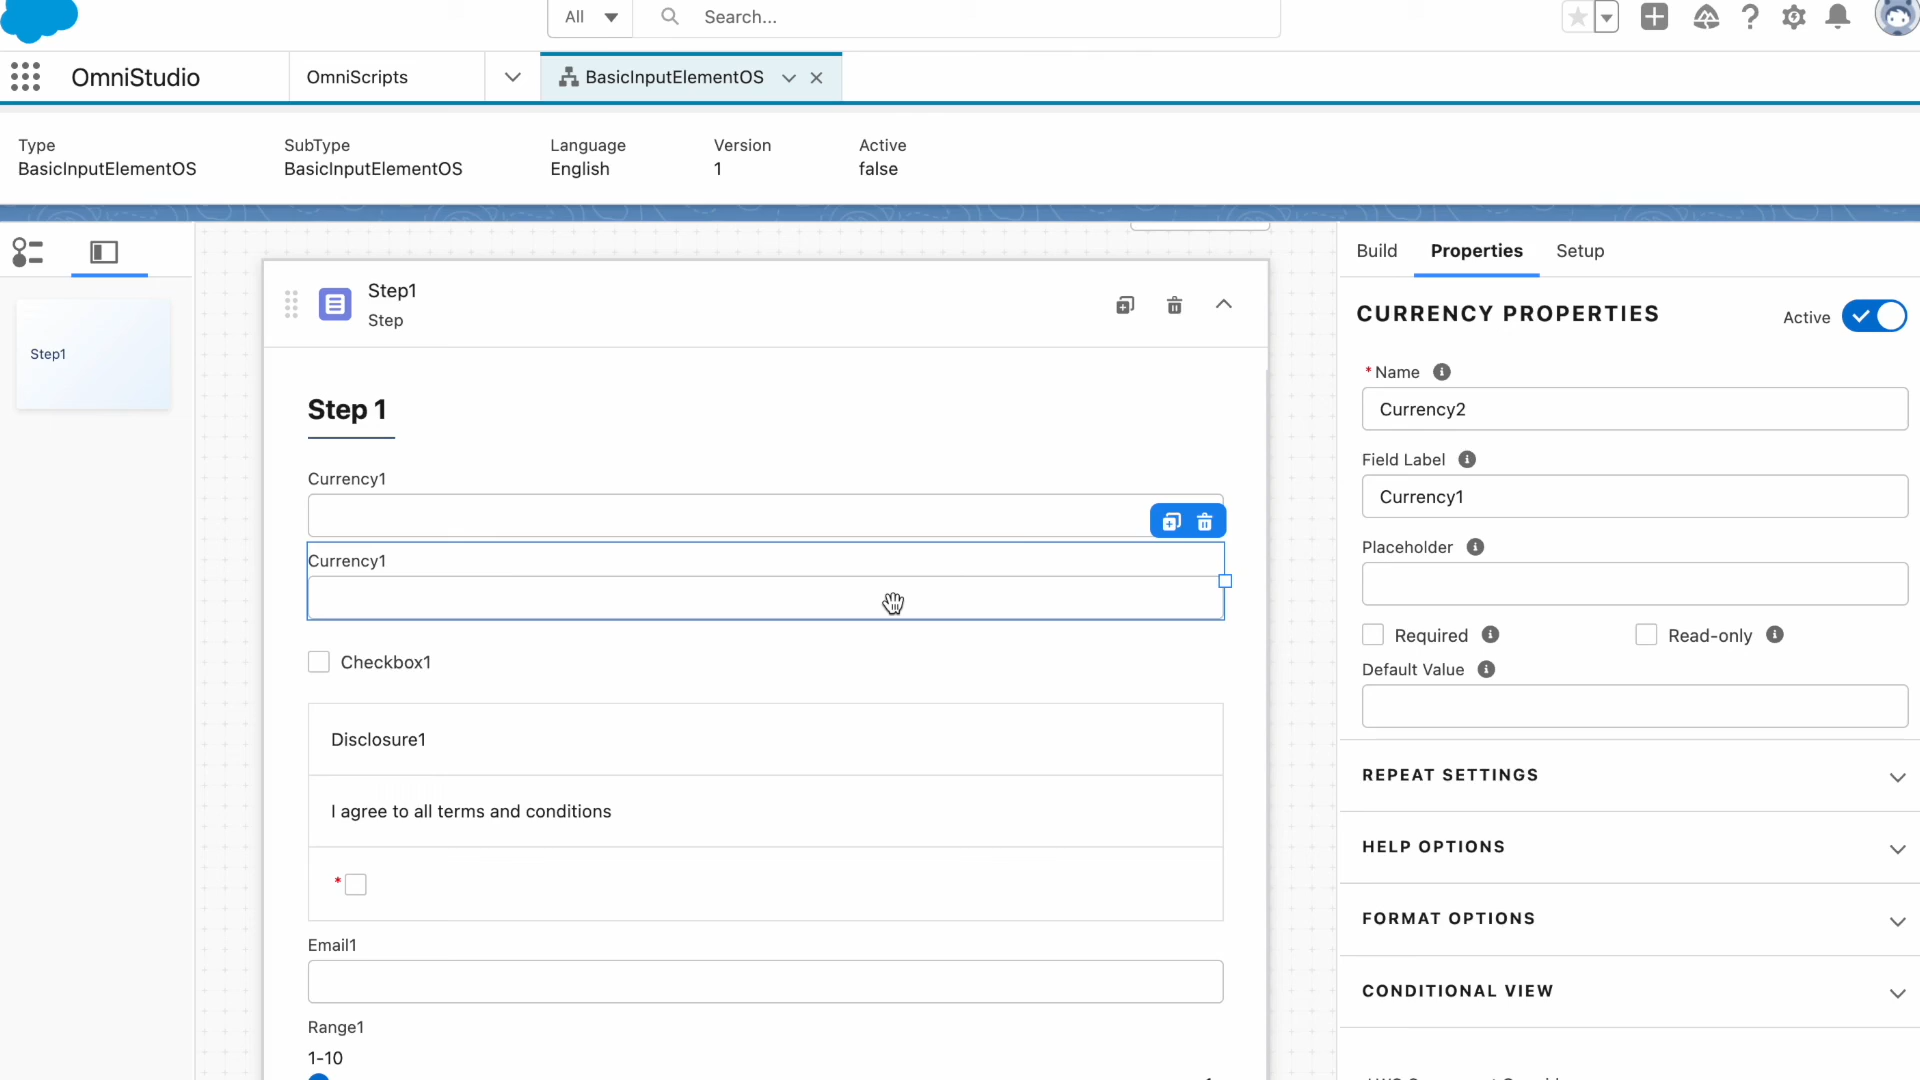 All
Search...
OmniStudio
OmniScripts
BasicInputElementOS
Type
SubType
Language
Version
Active
BasicInputElementOS
BasicInputElementOS
English
1
false
Build
Properties
Setup
Step1
Step
Step1
CURRENCY PROPERTIES
Active
* Name
Currency2
Step 1
Field Label
Currency1
Currency1
Placeholder
Currency1
Required
Read-only
Checkbox1
Default Value
Disclosure1
REPEAT SETTINGS
I agree to all terms and conditions
HELP OPTIONS
*
FORMAT OPTIONS
Email1
CONDITIONAL VIEW
Range1
1-10